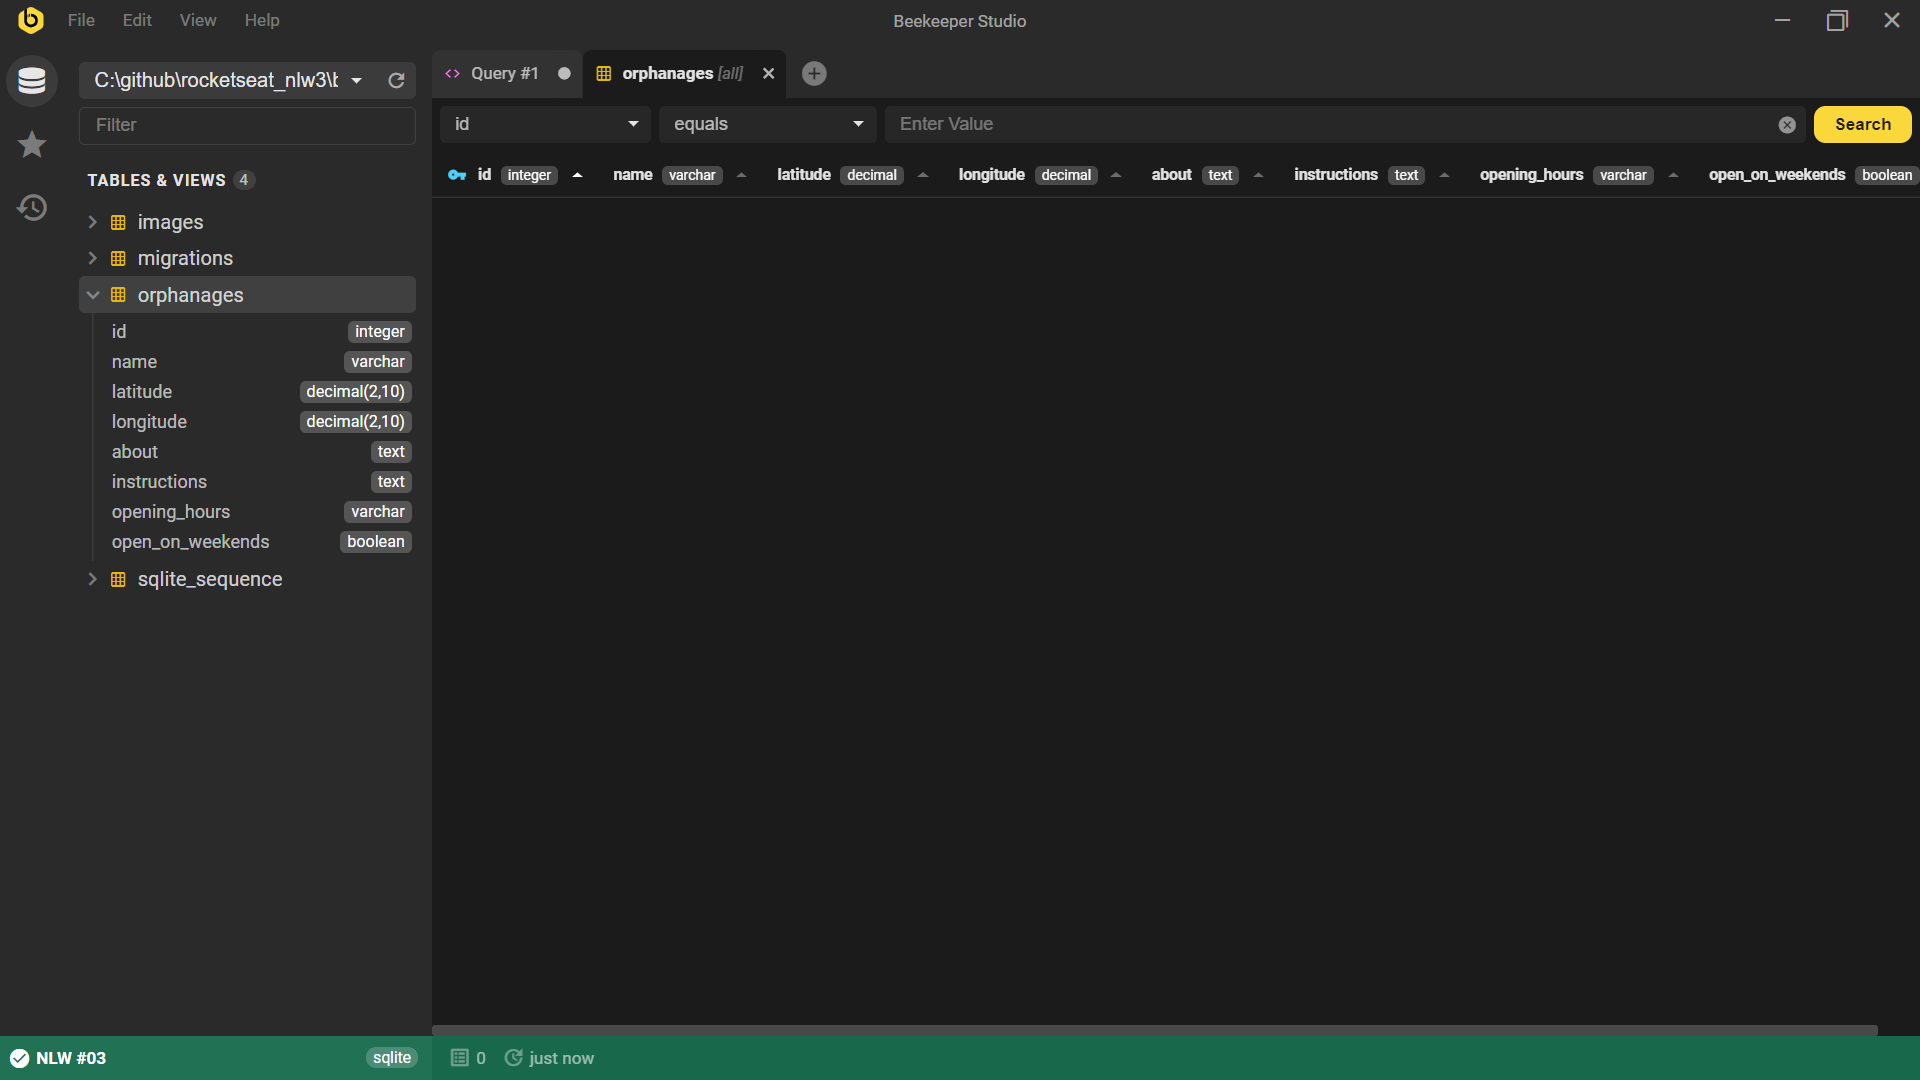 File Edit View Help
Beekeeper Studio
C:\github\rocketseat_nlw3\b
Filter
TABLES & VIEWS 4
images
migrations
orphanages
id integer
name varchar
latitude decimal(2,10)
longitude decimal(2,10)
about text
instructions text
opening_hours varchar
open_on_weekends boolean
sqlite_sequence
Query #1 orphanages [all]
id equals Enter Value Search
id integer name varchar latitude decimal longitude decimal about text instructions text opening_hours varchar open_on_weekends boolean
NLW #03 sqlite 0 just now